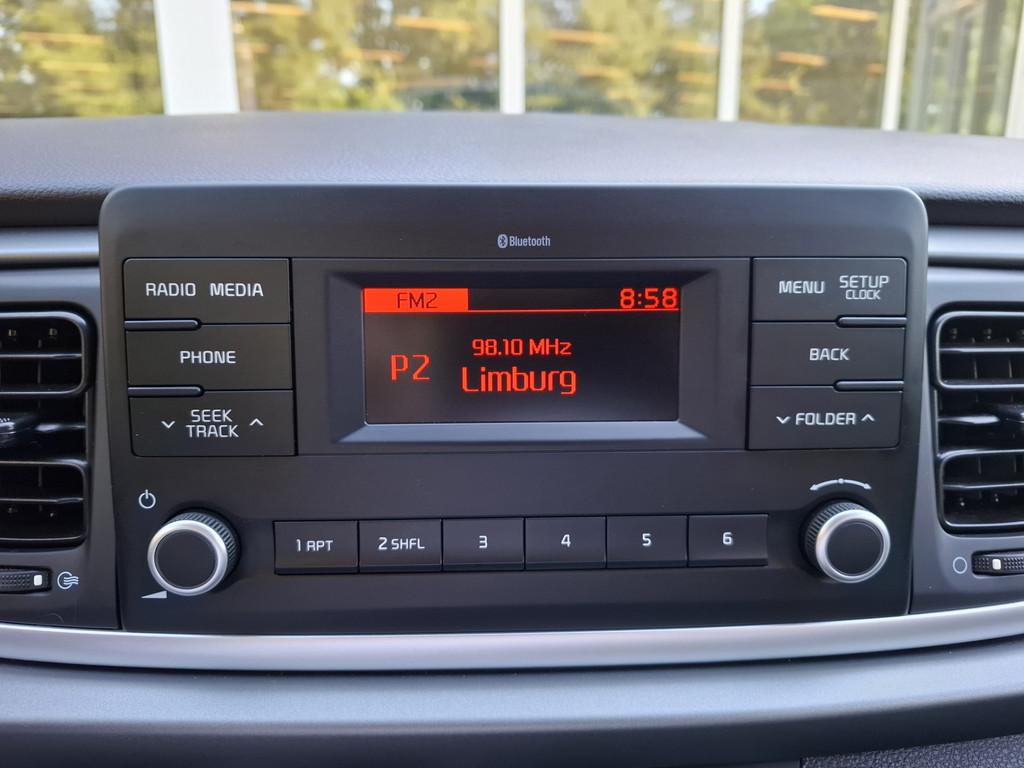 Bluetooth
RADIO MEDIA
PHONE
SEEK
TRACK
FM2 8:58
98.10 MHz
P2
Limburg
MENU
SETUP
CLOCK
BACK
FOLDER
1 RPT
2 SHFL
3
4
5
6